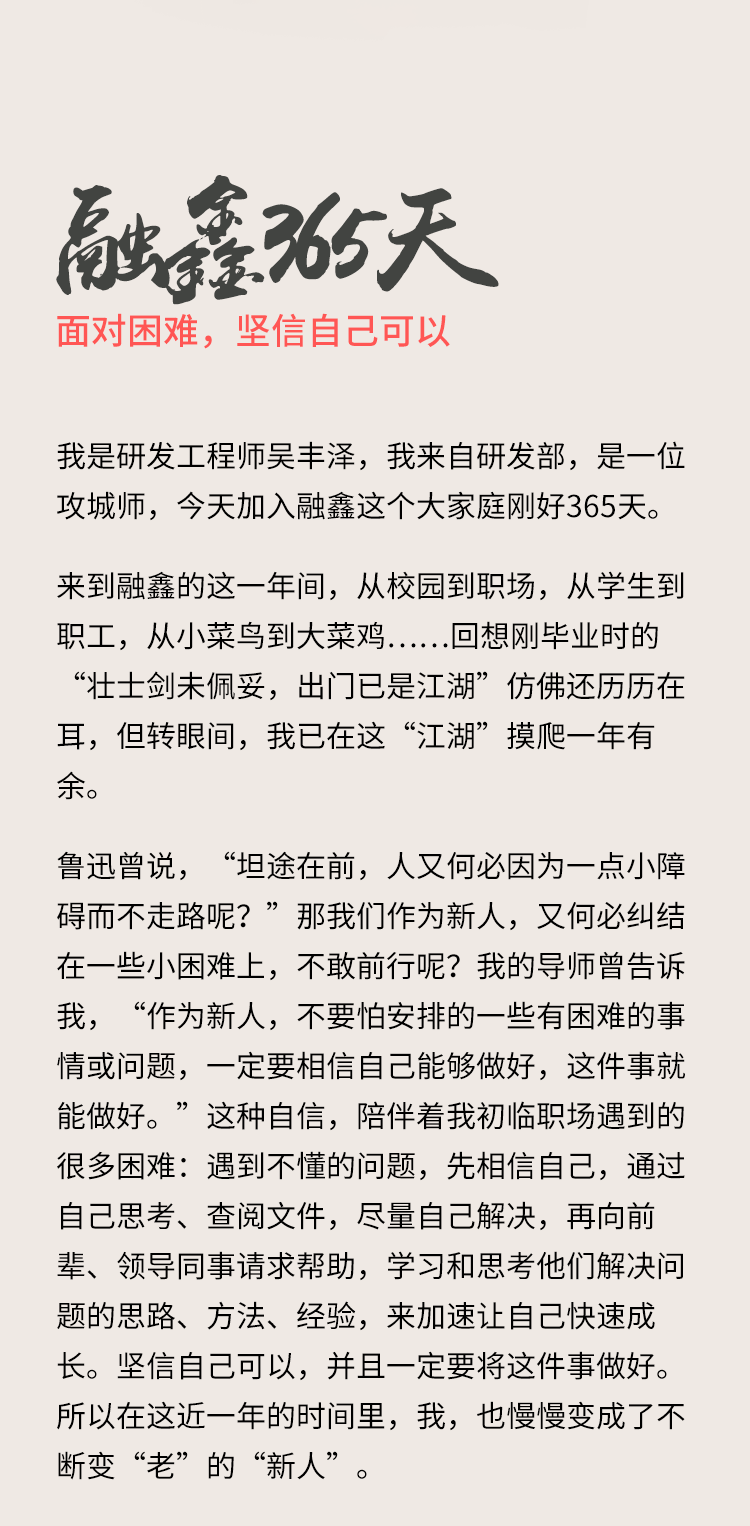 融鑫365天
面对困难，坚信自己可以
我是研发工程师吴丰泽，我来自研发部，是一位
攻城师，今天加入融鑫这个大家庭刚好365天。
来到融鑫的这一年间，从校园到职场，从学生到
职工，从小菜鸟到大菜鸡……回想刚毕业时的
“壮士剑未佩妥，出门已是江湖”仿佛还历历在
耳，但转眼间，我已在这“江湖”摸爬一年有
余。
鲁迅曾说，“坦途在前，人又何必因为一点小障
碍而不走路呢？”那我们作为新人，又何必纠结
在一些小困难上，不敢前行呢？我的导师曾告诉
我，“作为新人，不要怕安排的一些有困难的事
情或问题，一定要相信自己能够做好，这件事就
能做好。”这种自信，陪伴着我初临职场遇到的
很多困难：遇到不懂的问题，先相信自己，通过
自己思考、查阅文件，尽量自己解决，再向前
辈、领导同事请求帮助，学习和思考他们解决问
题的思路、方法、经验，来加速让自己快速成
长。坚信自己可以，并且一定要将这件事做好。
所以在这近一年的时间里，我，也慢慢变成了不
断变“老”的“新人”。